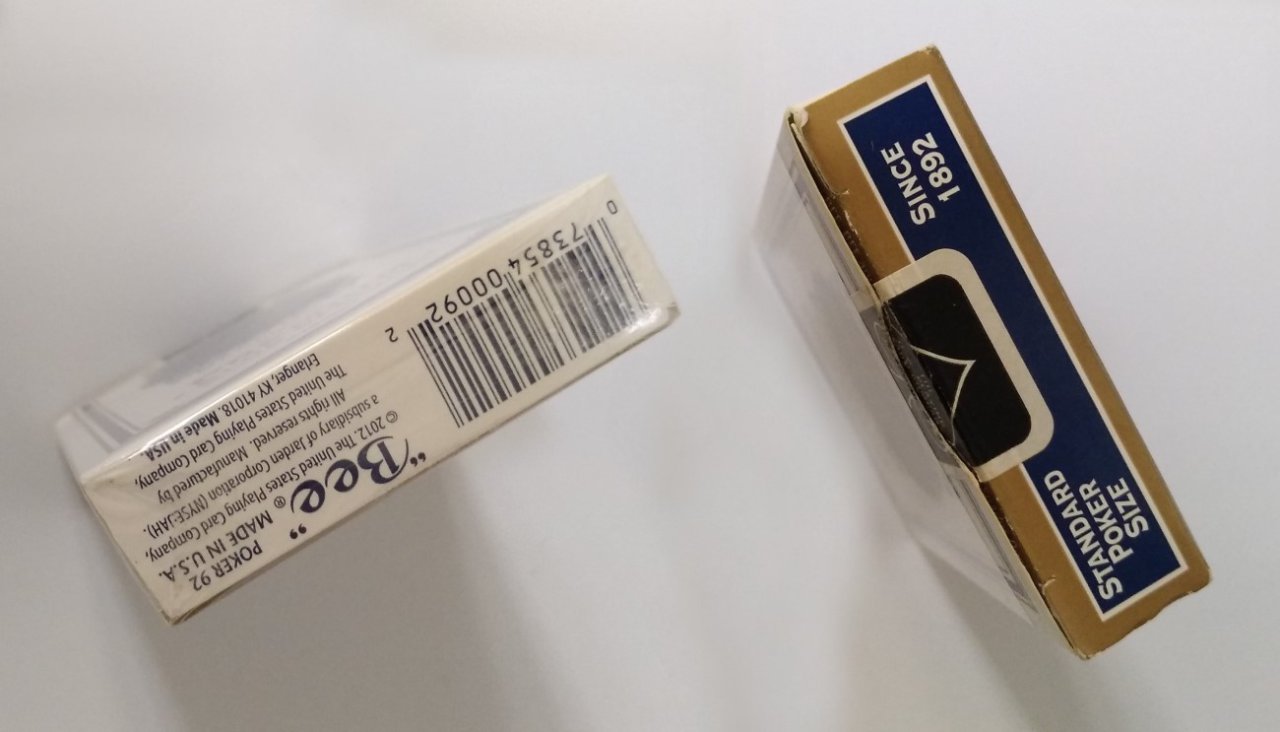 0 73854 00092 2
"Bee"®
POKER 92
MADE IN U.S.A.
© 2012. The United States Playing Card Company,
a subsidiary of Jarden Corporation (NYSE:JAH).
All rights reserved. Manufactured by
The United States Playing Card Company,
Erlanger, KY 41018. Made in USA.
SINCE
1892
STANDARD
POKER
SIZE